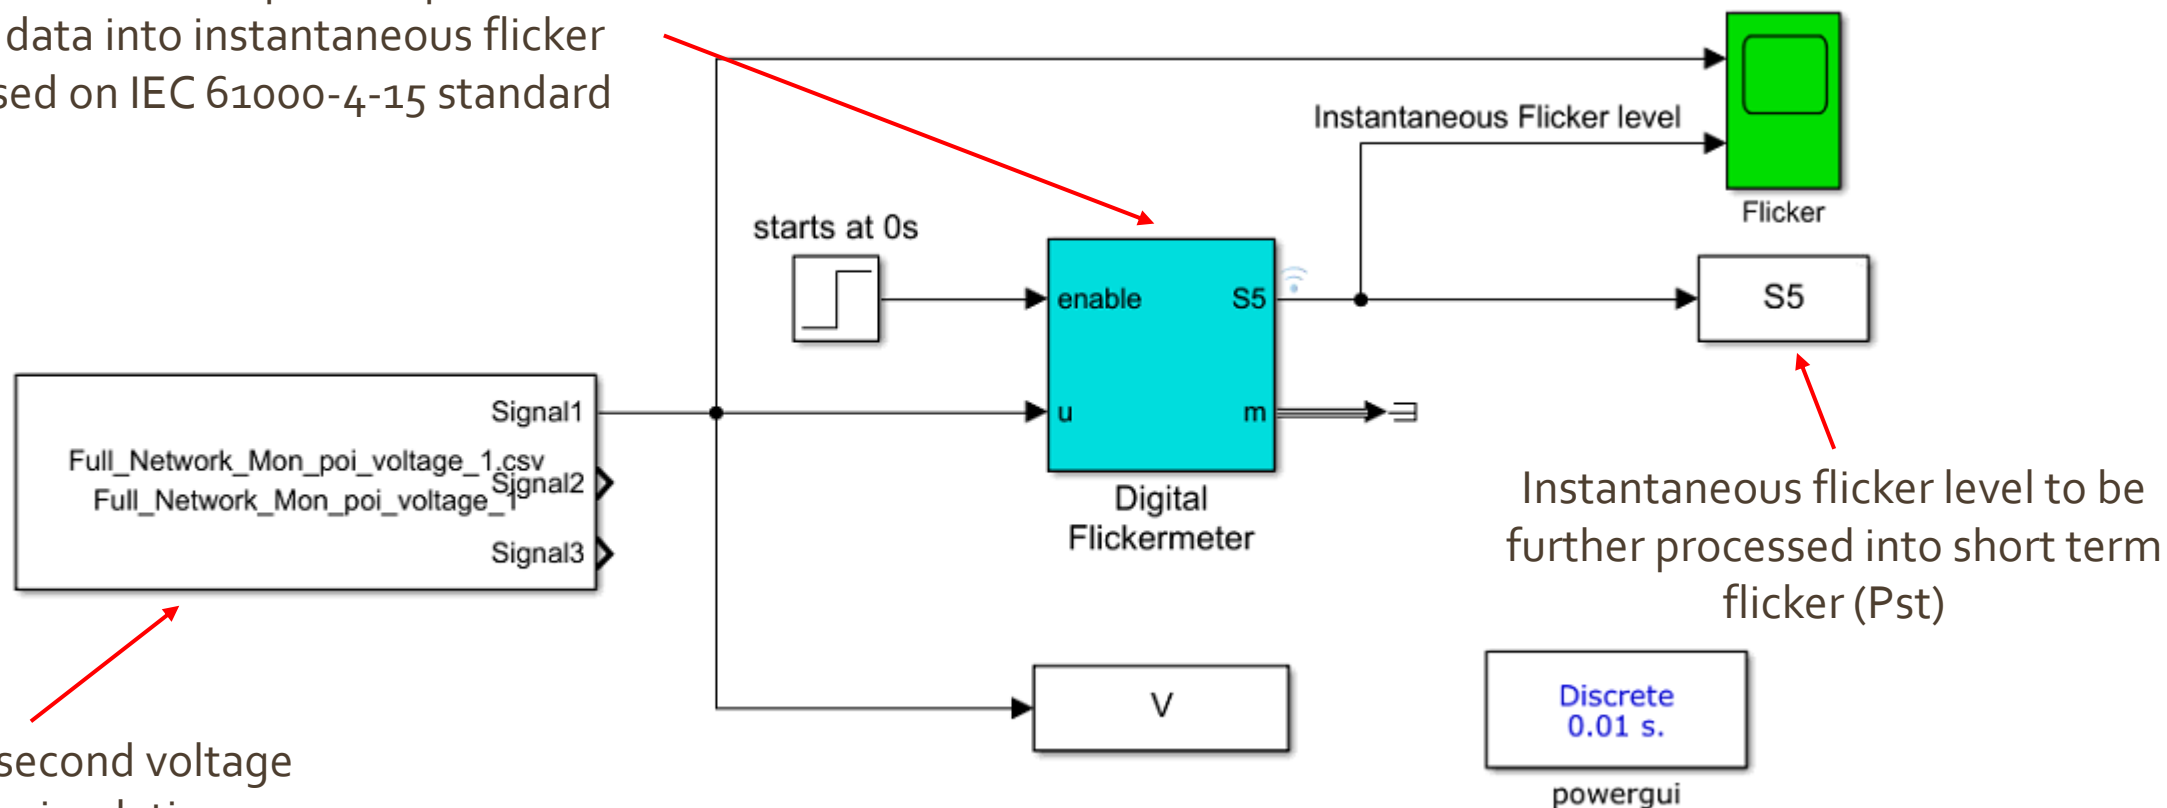 data into instantaneous flicker
sed on IEC 61000-4-15 standard
Instantaneous Flicker level
Flicker
starts at 0s
enable
S5
S5
u
m
Digital
Flickermeter
Signal1
Full_Network_Mon_poi_voltage_1.csv
Signal2
Full_Network_Mon_poi_voltage_1
Signal3
Instantaneous flicker level to be
further processed into short term
flicker (Pst)
V
Discrete
0.01 s.
powergui
second voltage